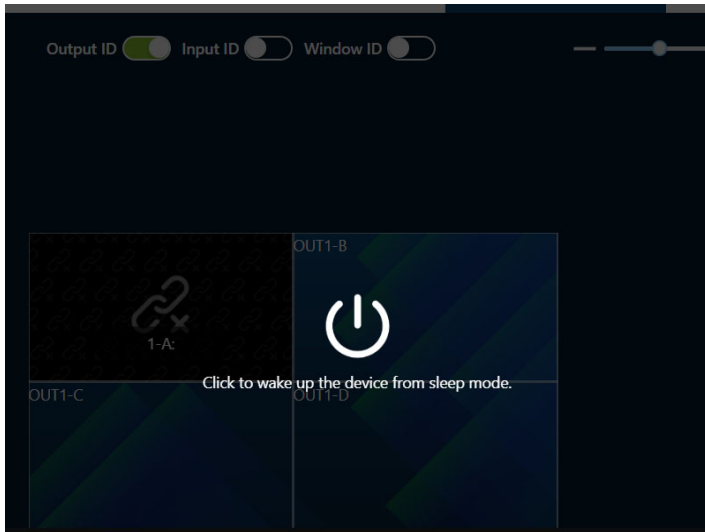 Output ID Input ID Window ID
OUT1-B
1-A:
Click to wake up the device from sleep mode.
OUT1-C OUT1-D